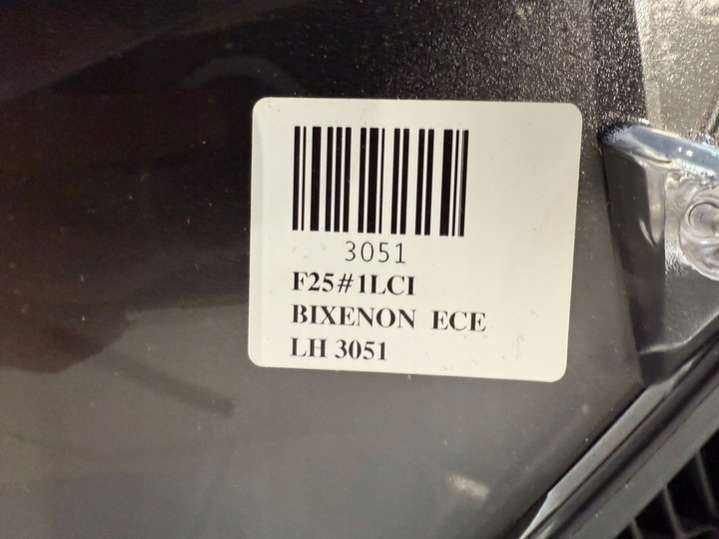 3051
F25#1LCI
BIXENON ECE
LH 3051